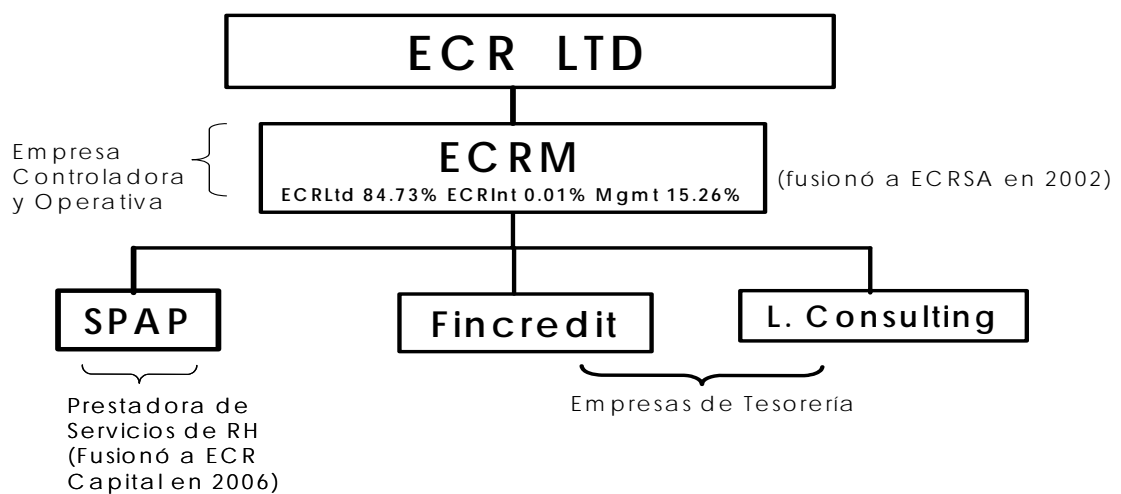 ECR LTD
Empresa
Controladora
y Operativa
ECRM
ECRLtd 84.73% ECRInt 0.01% Mgmt 15.26%
(fusionó a ECRSA en 2002)
SPAP
Fincredit
L. Consulting
Prestadora de
Servicios de RH
(Fusionó a ECR
Capital en 2006)
Empresas de Tesorería